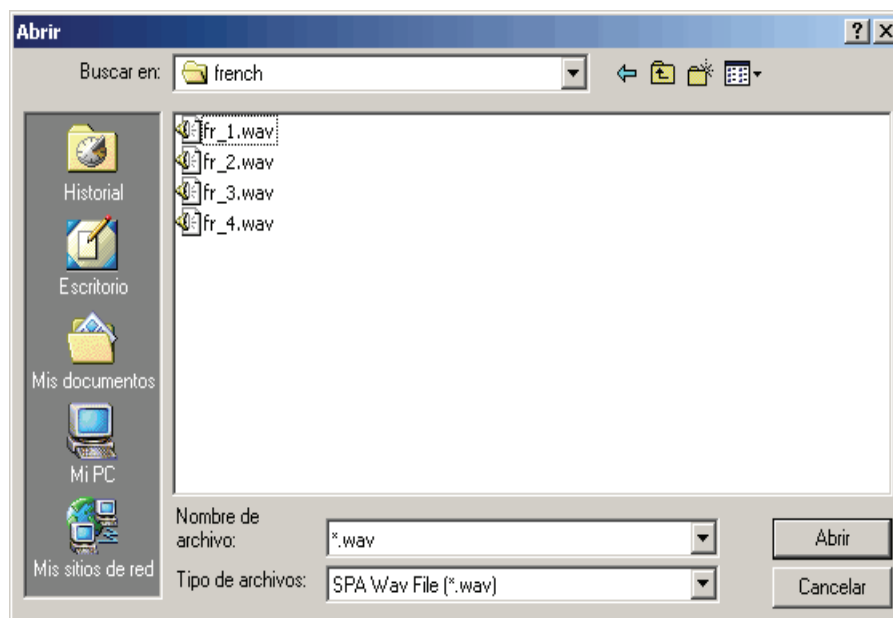 Abrir
Buscar en: french
fr_1.wav
fr_2.wav
fr_3.wav
fr_4.wav
Historial
Escritorio
Mis documentos
Mi PC
Mis sitios de red
Nombre de
archivo: *.wav Abrir
Tipo de archivos: SPA Wav File (*.wav) Cancelar